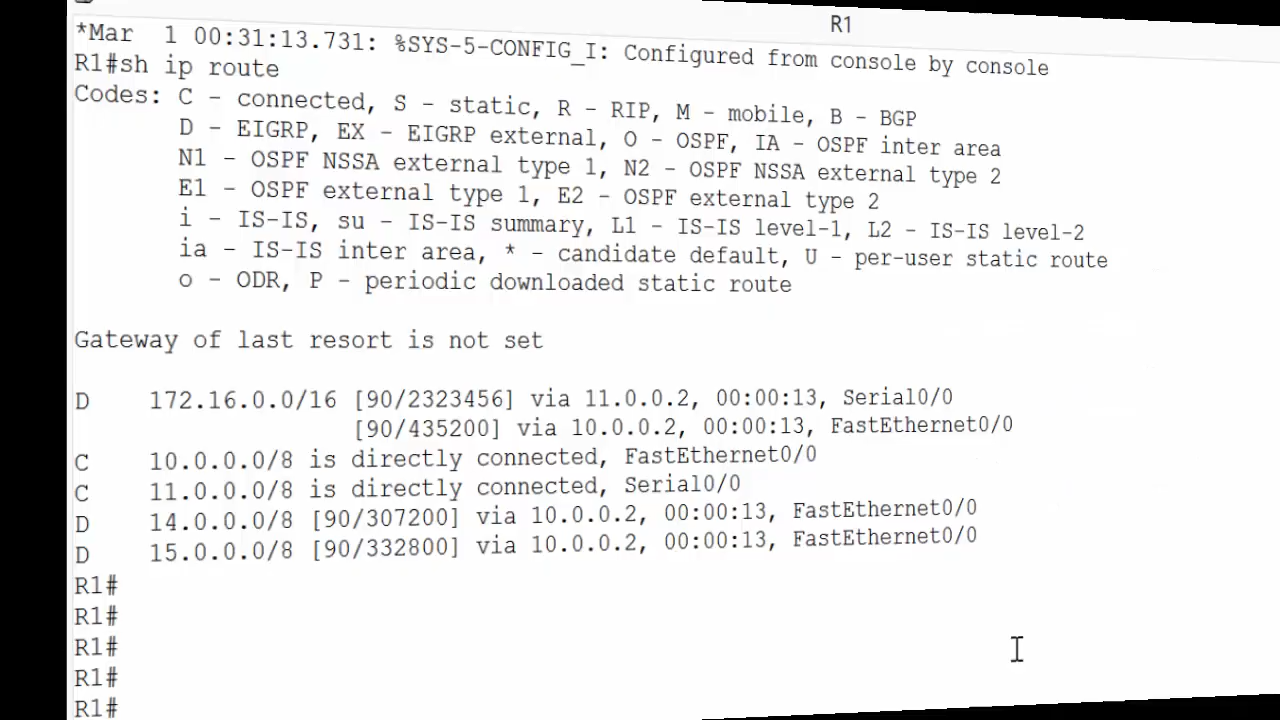 R1
*Mar  1 00:31:13.731: %SYS-5-CONFIG_I: Configured from console by console
R1#sh ip route
Codes: C - connected, S - static, R - RIP, M - mobile, B - BGP
       D - EIGRP, EX - EIGRP external, O - OSPF, IA - OSPF inter area
       N1 - OSPF NSSA external type 1, N2 - OSPF NSSA external type 2
       E1 - OSPF external type 1, E2 - OSPF external type 2
       i - IS-IS, su - IS-IS summary, L1 - IS-IS level-1, L2 - IS-IS level-2
       ia - IS-IS inter area, * - candidate default, U - per-user static route
       o - ODR, P - periodic downloaded static route
Gateway of last resort is not set
D    172.16.0.0/16 [90/2323456] via 11.0.0.2, 00:00:13, Serial0/0
                   [90/435200] via 10.0.0.2, 00:00:13, FastEthernet0/0
C    10.0.0.0/8 is directly connected, FastEthernet0/0
C    11.0.0.0/8 is directly connected, Serial0/0
D    14.0.0.0/8 [90/307200] via 10.0.0.2, 00:00:13, FastEthernet0/0
D    15.0.0.0/8 [90/332800] via 10.0.0.2, 00:00:13, FastEthernet0/0
R1#
R1#
R1#
R1#
R1#